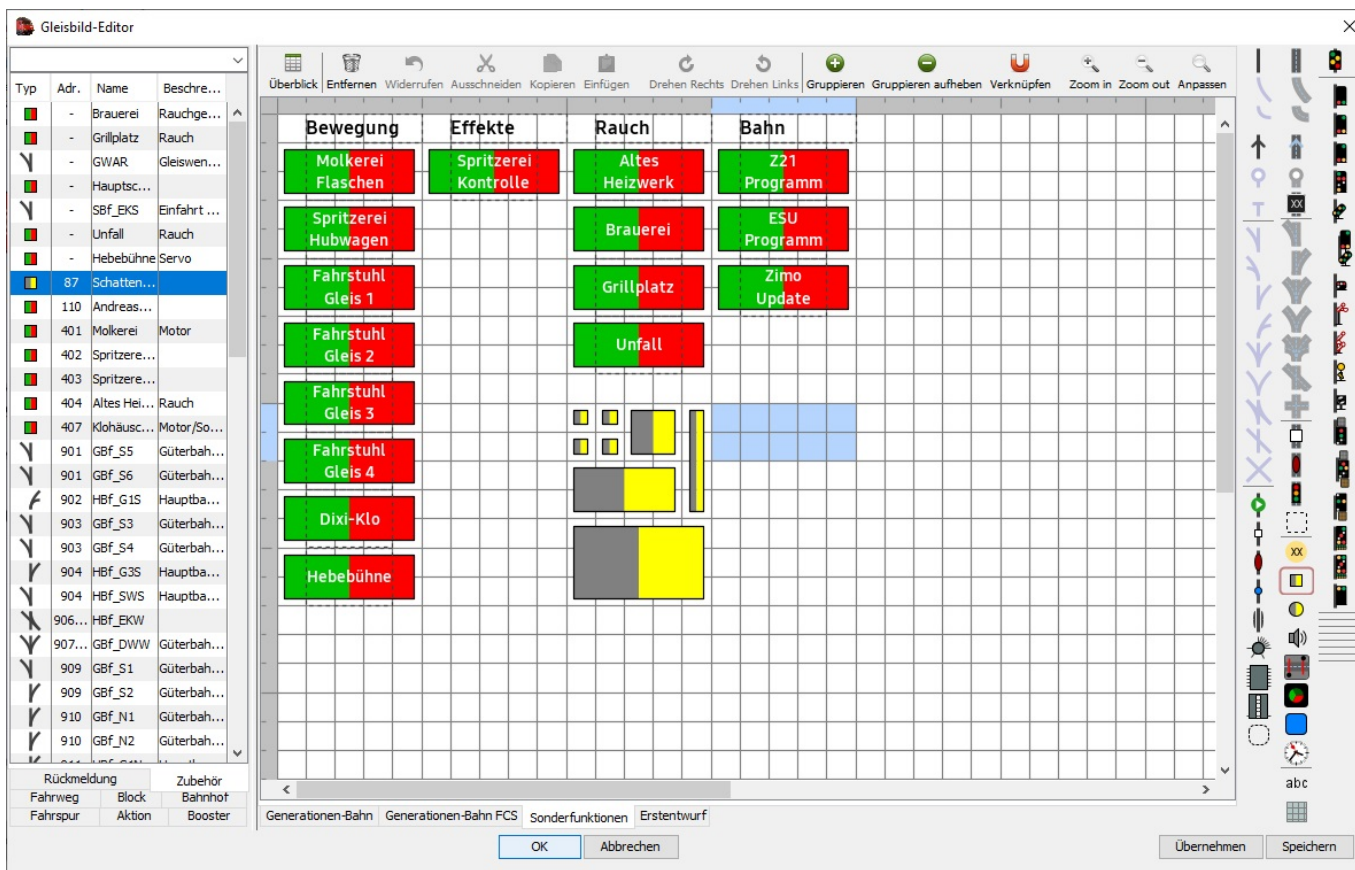 Gleisbild-Editor
Überblick Entfernen Widerrufen Ausschneiden Kopieren Einfügen Drehen Rechts Drehen Links Gruppieren Gruppieren aufheben Verknüpfen Zoom in Zoom out Anpassen
Typ Adr. Name Beschre...
- Brauerei Rauchge...
- Grillplatz Rauch
- GWAR Gleiswen...
- Hauptsc...
- SBf_EKS Einfahrt ...
- Unfall Rauch
- Hebebühne Servo
87 Schatten...
110 Andreas...
401 Molkerei Motor
402 Spritzere...
403 Spritzere...
404 Altes Hei... Rauch
407 Klohäusc... Motor/So...
901 GBf_S5 Güterbah...
901 GBf_S6 Güterbah...
902 HBf_G1S Hauptba...
903 GBf_S3 Güterbah...
903 GBf_S4 Güterbah...
904 HBf_G3S Hauptba...
904 HBf_SWS Hauptba...
906... HBf_EKW
907... GBf_DWW Güterbah...
909 GBf_S1 Güterbah...
909 GBf_S2 Güterbah...
910 GBf_N1 Güterbah...
910 GBf_N2 Güterbah...
Rückmeldung Zubehör
Fahrweg Block Bahnhof
Fahrspur Aktion Booster
Bewegung Effekte Rauch Bahn
Molkerei
Flaschen
Spritzerei
Kontrolle
Altes
Heizwerk
Z21
Programm
Spritzerei
Hubwagen
Brauerei
ESU
Programm
Fahrstuhl
Gleis 1
Grillplatz
Zimo
Update
Fahrstuhl
Gleis 2
Unfall
Fahrstuhl
Gleis 3
Fahrstuhl
Gleis 4
Dixi-Klo
Hebebühne
XX
XX
abc
Generationen-Bahn Generationen-Bahn FCS Sonderfunktionen Erstentwurf
OK Abbrechen Übernehmen Speichern